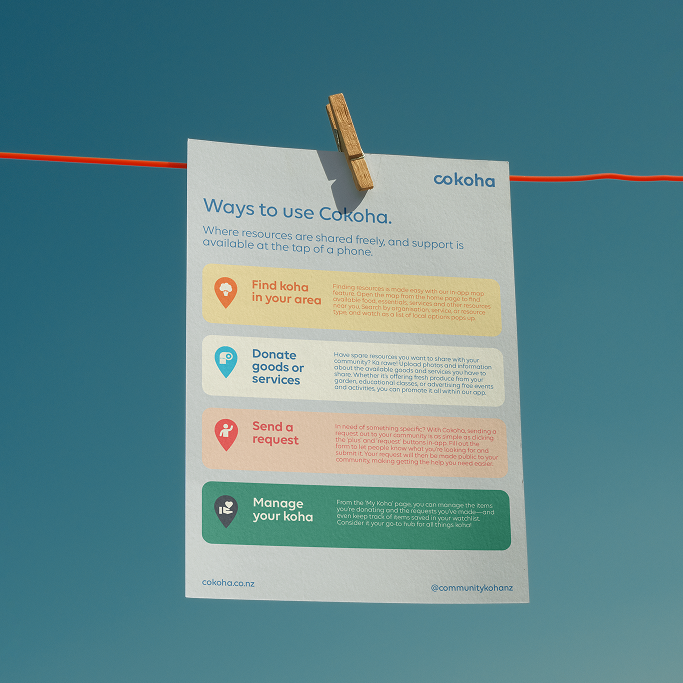 cokoha
Ways to use Cokoha.
Where resources are shared freely, and support is
available at the tap of a phone.
Find koha
in your area
Finding resources is made easy with our in-app map
feature. Open the map from the home page to find
available food, essentials, services and other resources
near you. Search by organisation, service, or resource
type, and watch as a list of local options pops up.
Donate
goods or
services
Have spare resources you want to share with your
community? Ka rawe! Upload photos and information
about the available goods and services you have to
share. Whether it's offering fresh produce from your
garden, educational classes, or advertising free events
and activities, you can promote it all within our app.
Send a
request
In need of something specific? With Cokoha, sending a
request out to your community is as simple as clicking
the 'plus' and 'request' buttons in-app. Fill out the
form to let people know what you're looking for and
submit it. Your request will then be made public to your
community, making getting the help you need easier.
Manage
your koha
From the 'My Koha' page, you can manage the items
you're donating and the requests you've made—and
even keep track of items saved in your watchlist.
Consider it your go-to hub for all things koha!
cokoha.co.nz
@communitykohanz